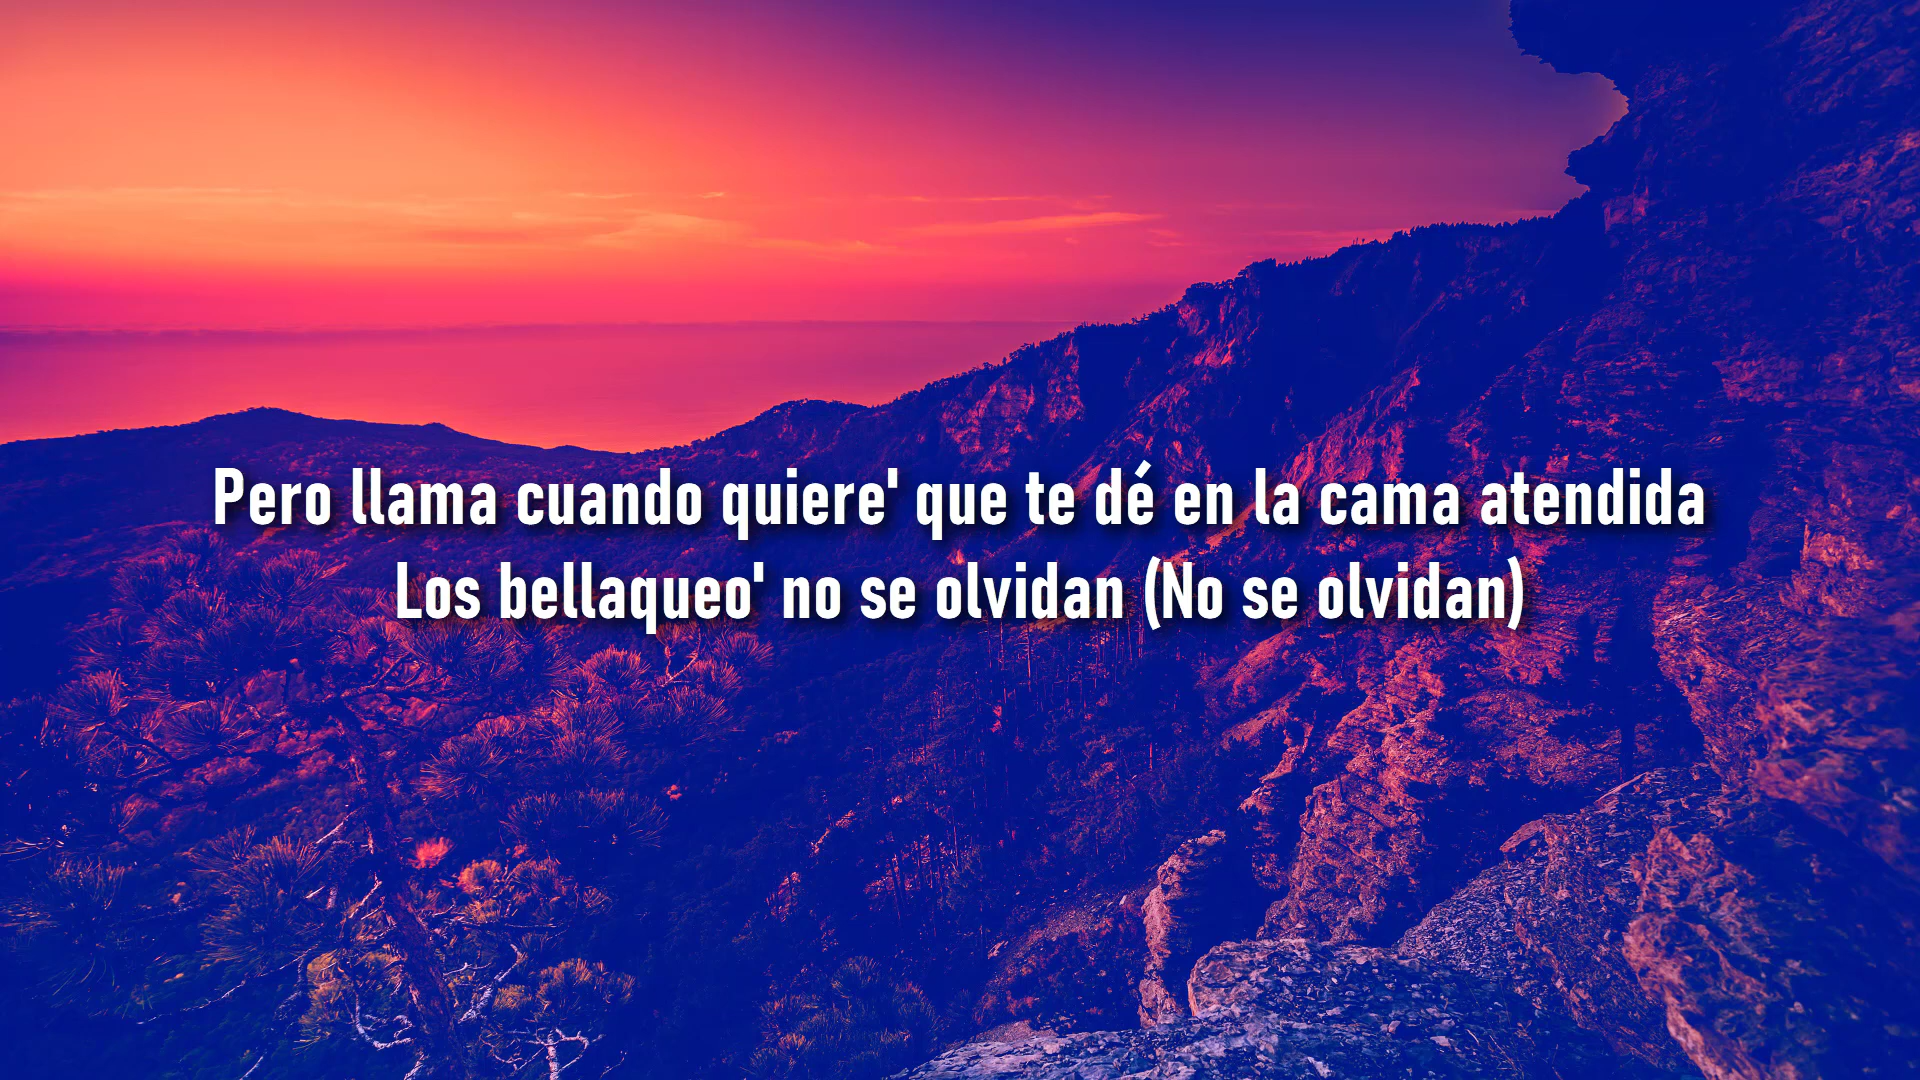 Pero llama cuando quiere' que te dé en la cama atendida
Los bellaqueo' no se olvidan (No se olvidan)